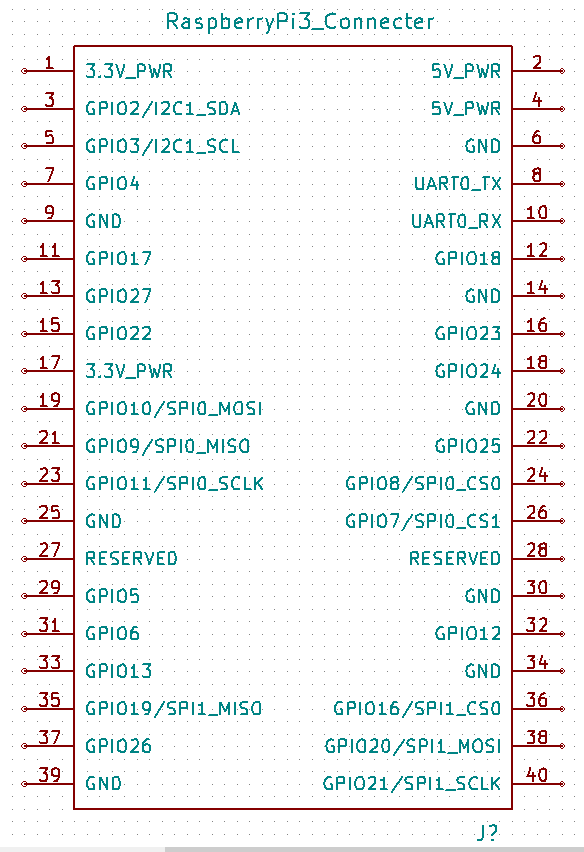 RaspberryPi3_Connecter
1 3.3V_PWR 5V_PWR 2
3 GPIO2/I2C1_SDA 5V_PWR 4
5 GPIO3/I2C1_SCL GND 6
7 GPIO4 UART0_TX 8
9 GND UART0_RX 10
11 GPIO17 GPIO18 12
13 GPIO27 GND 14
15 GPIO22 GPIO23 16
17 3.3V_PWR GPIO24 18
19 GPIO10/SPI0_MOSI GND 20
21 GPIO9/SPI0_MISO GPIO25 22
23 GPIO11/SPI0_SCLK GPIO8/SPI0_CS0 24
25 GND GPIO7/SPI0_CS1 26
27 RESERVED RESERVED 28
29 GPIO5 GND 30
31 GPIO6 GPIO12 32
33 GPIO13 GND 34
35 GPIO19/SPI1_MISO GPIO16/SPI1_CS0 36
37 GPIO26 GPIO20/SPI1_MOSI 38
39 GND GPIO21/SPI1_SCLK 40
J?